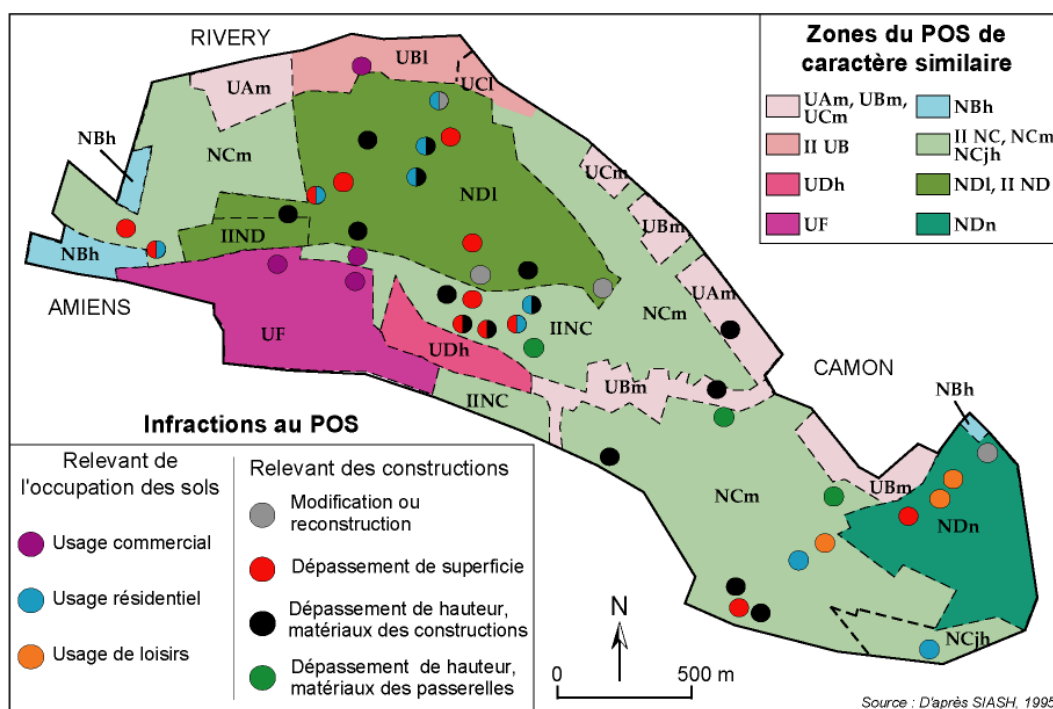 RIVERY
UBl
UCl
UAm
NBh
NCm
NDl
UCm
UBm
NBh
IIND
AMIENS
UF
UDh
IINC
NCm
UAm
CAMON
IINC
UBm
NBh
UBm
NCm
NDn
NCjh
Zones du POS de
caractère similaire
UAm, UBm,
UCm
NBh
II UB
II NC, NCm
NCjh
UDh
NDl, II ND
UF
NDn
Infractions au POS
Relevant de
l'occupation des sols
Usage commercial
Usage résidentiel
Usage de loisirs
Relevant des constructions
Modification ou
reconstruction
Dépassement de superficie
Dépassement de hauteur,
matériaux des constructions
Dépassement de hauteur,
matériaux des passerelles
N
0 500 m
Source : D'après SIASH, 1995